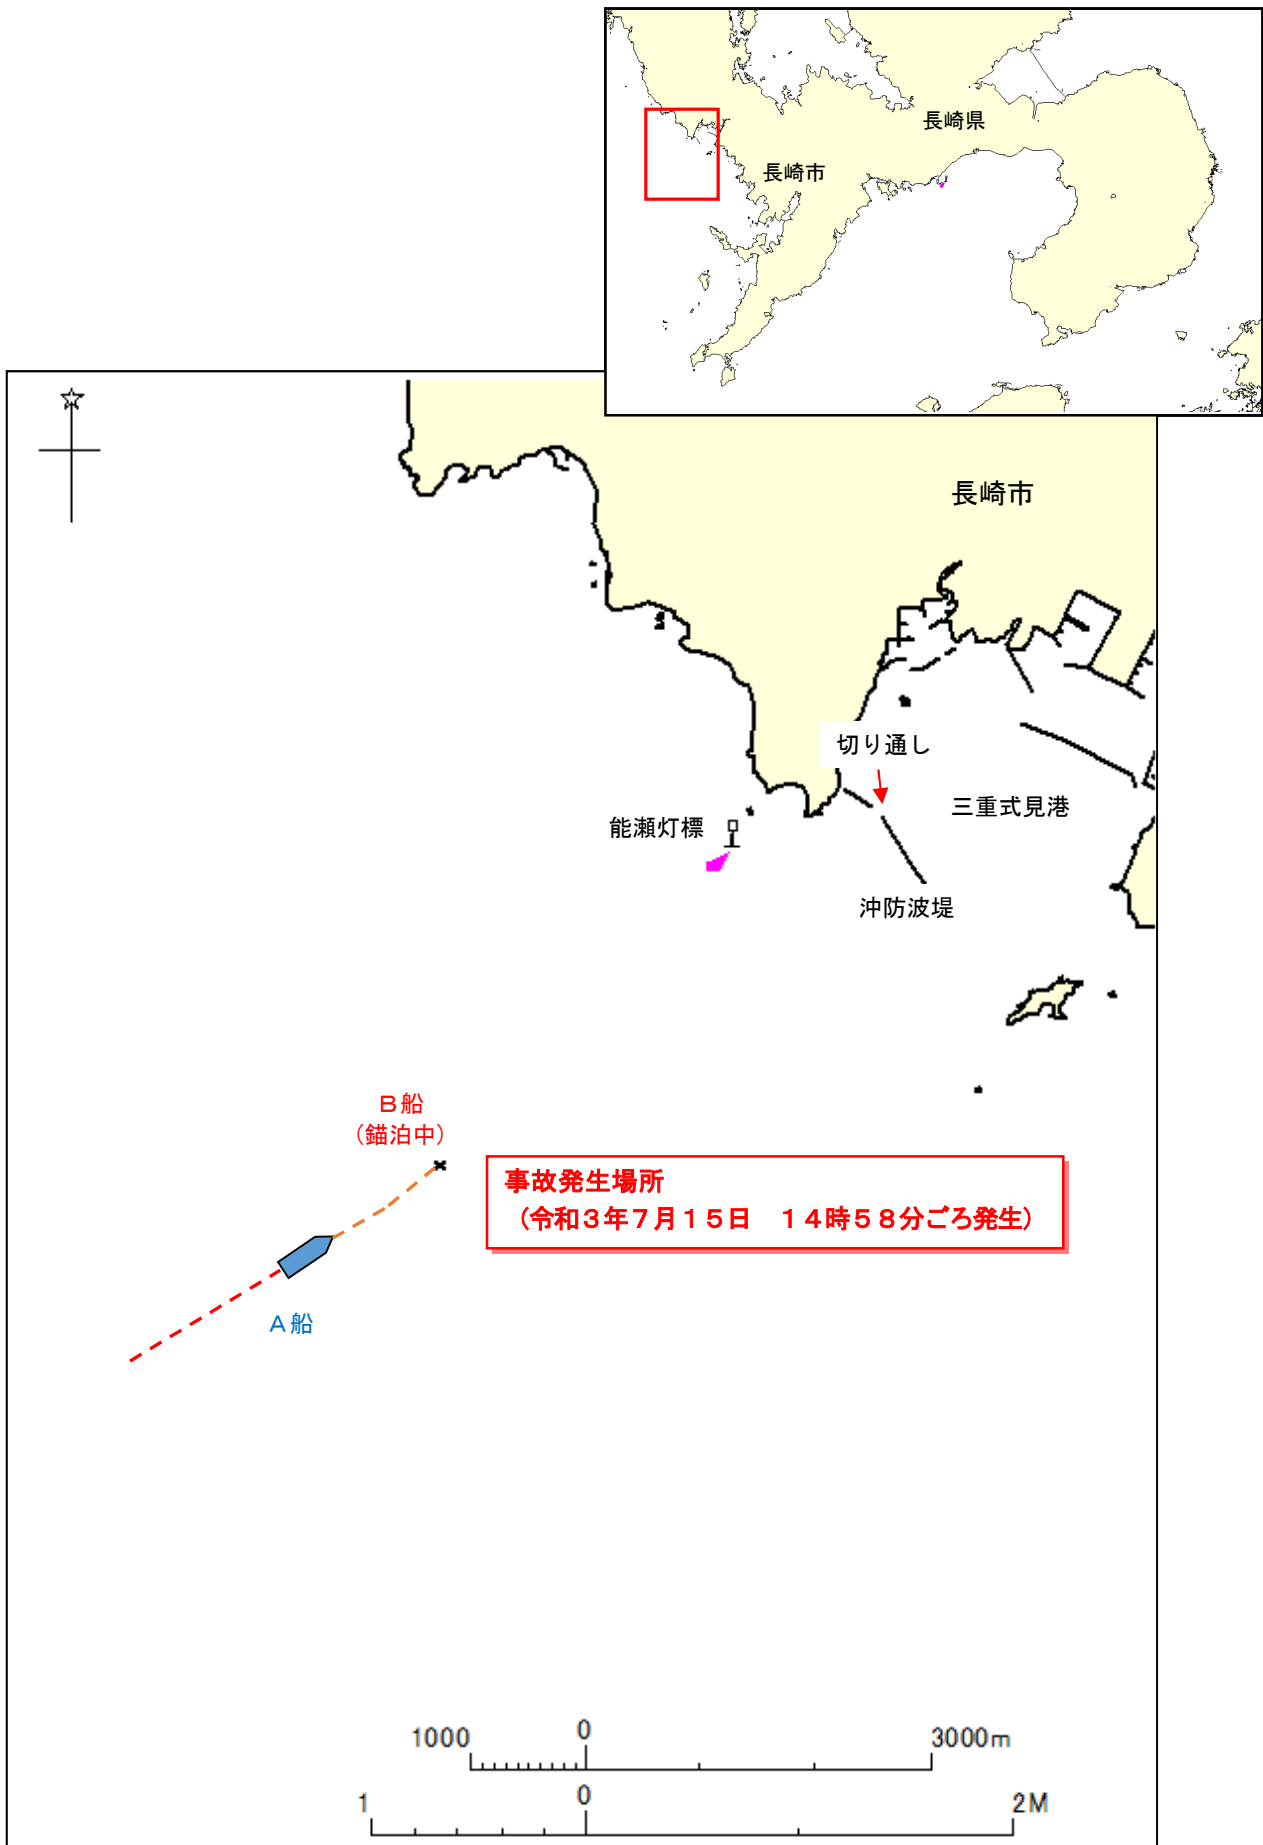 長崎県
長崎市
長崎市
切り通し
三重式見港
能瀬灯標
沖防波堤
B船
(錨泊中)
事故発生場所
(令和3年7月15日 14時58分ごろ発生)
A船
1000 0 3000m
1 0 2M